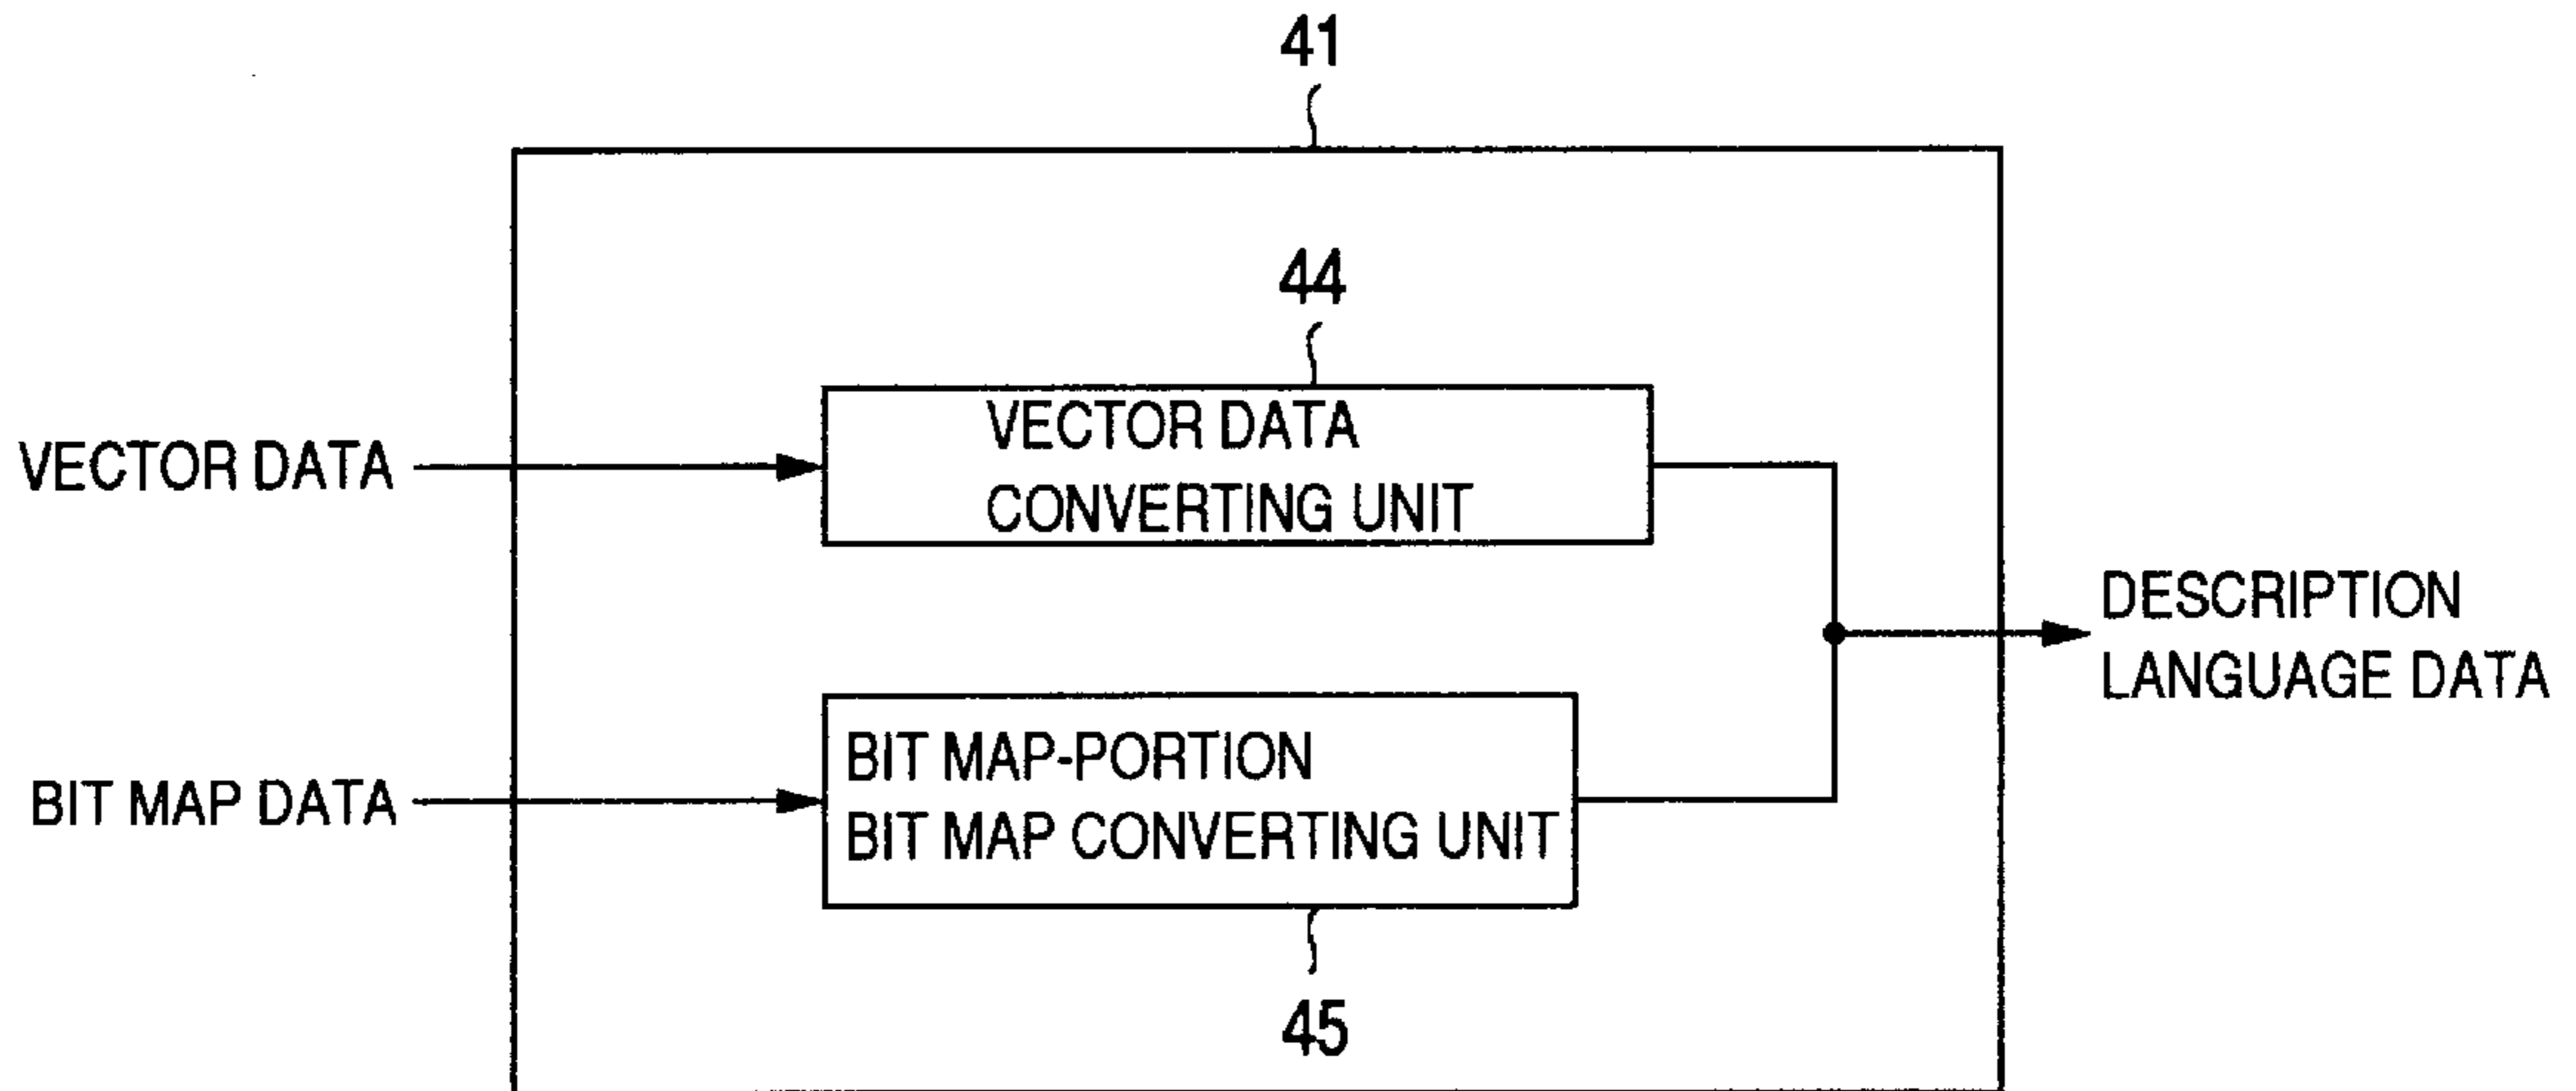 41
44
VECTOR DATA
VECTOR DATA
CONVERTING UNIT
DESCRIPTION
LANGUAGE DATA
BIT MAP DATA
BIT MAP-PORTION
BIT MAP CONVERTING UNIT
45